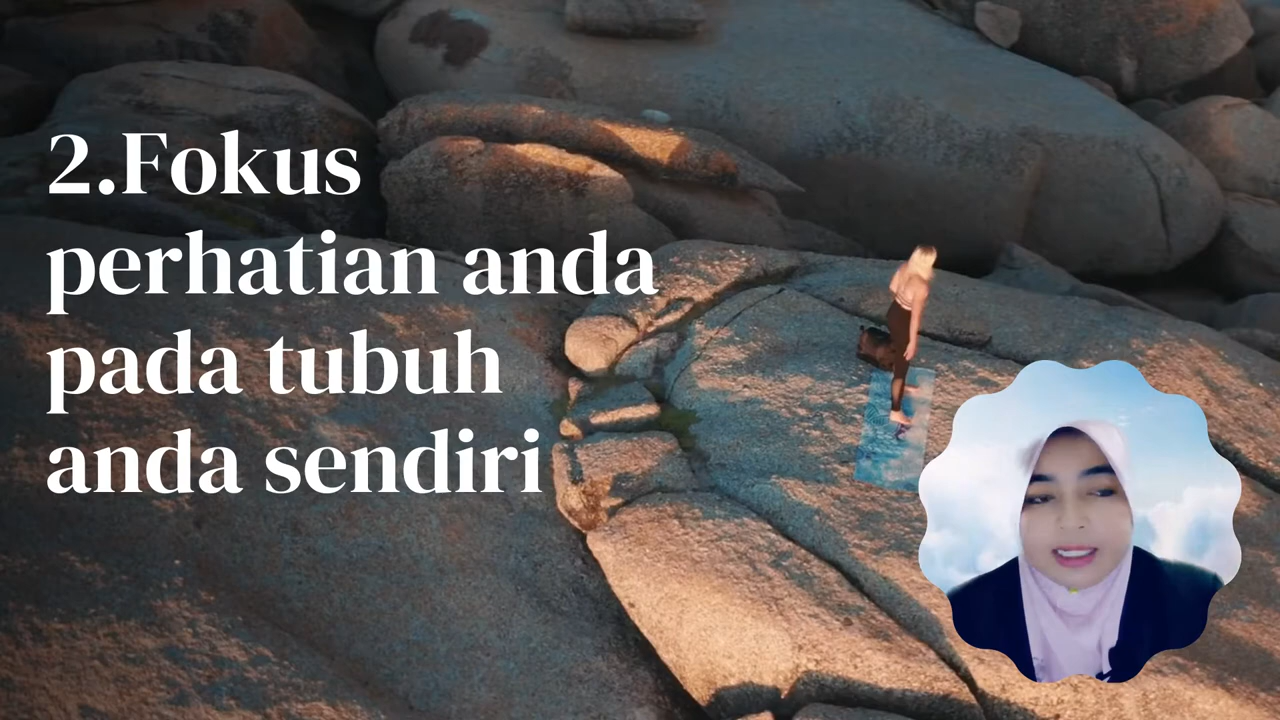 2.Fokus
perhatian anda
pada tubuh
anda sendiri